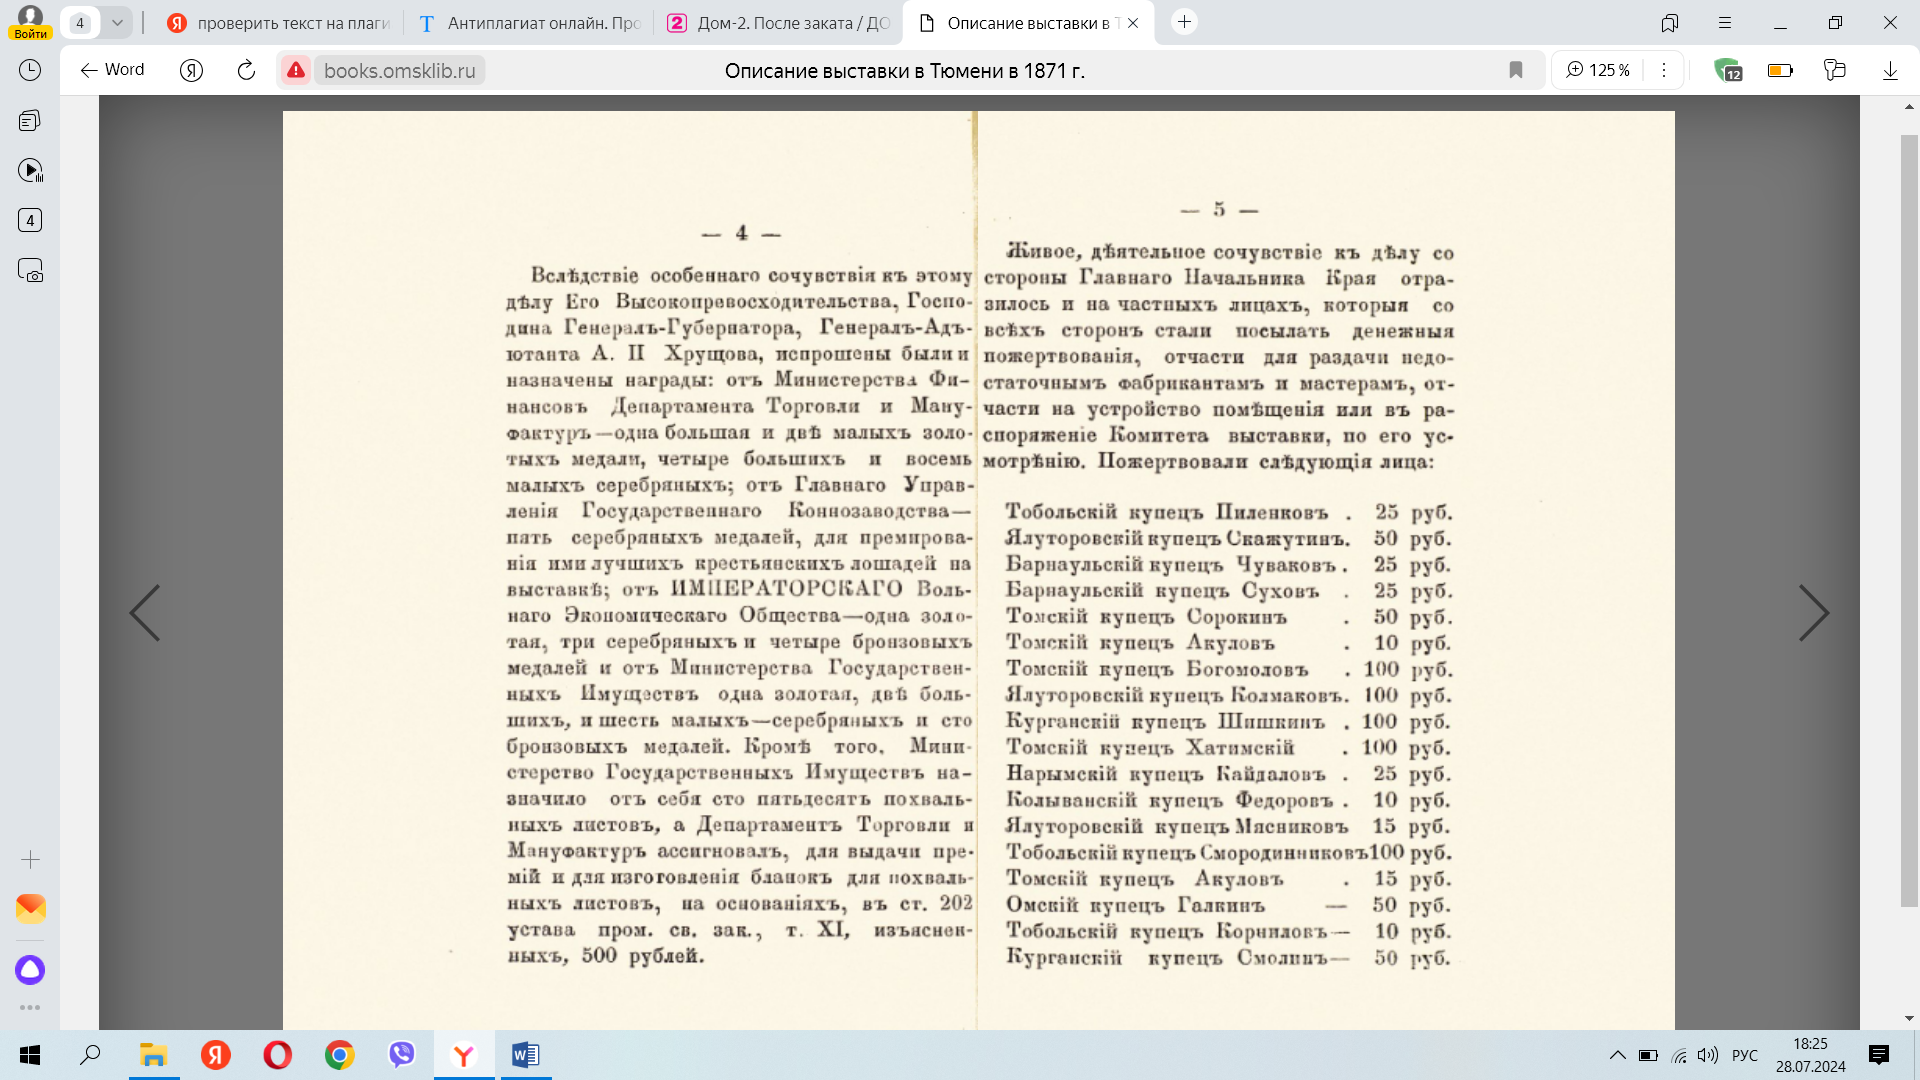 Войти
4
проверить текст на плаги
Антиплагиат онлайн. Про
Дом-2. После заката / ДО
Описание выставки в Т
Word
books.omsklib.ru
Описание выставки в Тюмени в 1871 г.
125 %
12
4
— 4 —
Вслѣдствіе особеннаго сочувствія къ этому
дѣлу Его Высокопревосходительства, Госпо-
дина Генералъ-Губернатора, Генералъ-Адъ-
ютанта А. П Хрущова, испрошены были и
назначены награды: отъ Министерства Фи-
нансовъ Департамента Торговли и Ману-
фактуръ—одна большая и двѣ малыхъ золо-
тыхъ медали, четыре большихъ и восемь
малыхъ серебряныхъ; отъ Главнаго Управ-
ленія Государственнаго Коннозаводства—
пять серебряныхъ медалей, для премирова-
нія ими лучшихъ крестьянскихъ лошадей на
выставкѣ; отъ ИМПЕРАТОРСКАГО Воль-
наго Экономическаго Общества—одна золо-
тая, три серебряныхъ и четыре бронзовыхъ
медалей и отъ Министерства Государствен-
ныхъ Имуществъ одна золотая, двѣ боль-
шихъ, и шесть малыхъ—серебряныхъ и сто
бронзовыхъ медалей. Кромѣ того, Мини-
стерство Государственныхъ Имуществъ на-
значило отъ себя сто пятьдесятъ похваль-
ныхъ листовъ, а Департаментъ Торговли и
Мануфактуръ ассигновалъ, для выдачи пре-
мій и для изготовленія бланокъ для похваль-
ныхъ листовъ, на основаніяхъ, въ ст. 202
устава пром. св. зак., т. XI, изъяснен-
ныхъ, 500 рублей.
— 5 —
Живое, дѣятельное сочувствіе къ дѣлу со
стороны Главнаго Начальника Края отра-
зилось и на частныхъ лицахъ, которыя со
всѣхъ сторонъ стали посылать денежныя
пожертвованія, отчасти для раздачи недо-
статочнымъ фабрикантамъ и мастерамъ, от-
части на устройство помѣщенія или въ ра-
споряженіе Комитета выставки, по его ус-
мотрѣнію. Пожертвовали слѣдующія лица:
Тобольскій купецъ Пиленковъ . 25 руб.
Ялуторовскій купецъ Скажутинъ. 50 руб.
Барнаульскій купецъ Чуваковъ . 25 руб.
Барнаульскій купецъ Суховъ . 25 руб.
Томскій купецъ Сорокинъ . 50 руб.
Томскій купецъ Акуловъ . 10 руб.
Томскій купецъ Богомоловъ . 100 руб.
Ялуторовскій купецъ Колмаковъ. 100 руб.
Курганскій купецъ Шишкинъ . 100 руб.
Томскій купецъ Хатимскій . 100 руб.
Нарымскій купецъ Кайдаловъ . 25 руб.
Колыванскій купецъ Федоровъ . 10 руб.
Ялуторовскій купецъ Мясниковъ 15 руб.
Тобольскій купецъ Смородинниковъ 100 руб.
Томскій купецъ Акуловъ . 15 руб.
Омскій купецъ Галкинъ — 50 руб.
Тобольскій купецъ Корниловъ— 10 руб.
Курганскій купецъ Смолинъ— 50 руб.
РУС
18:25
28.07.2024